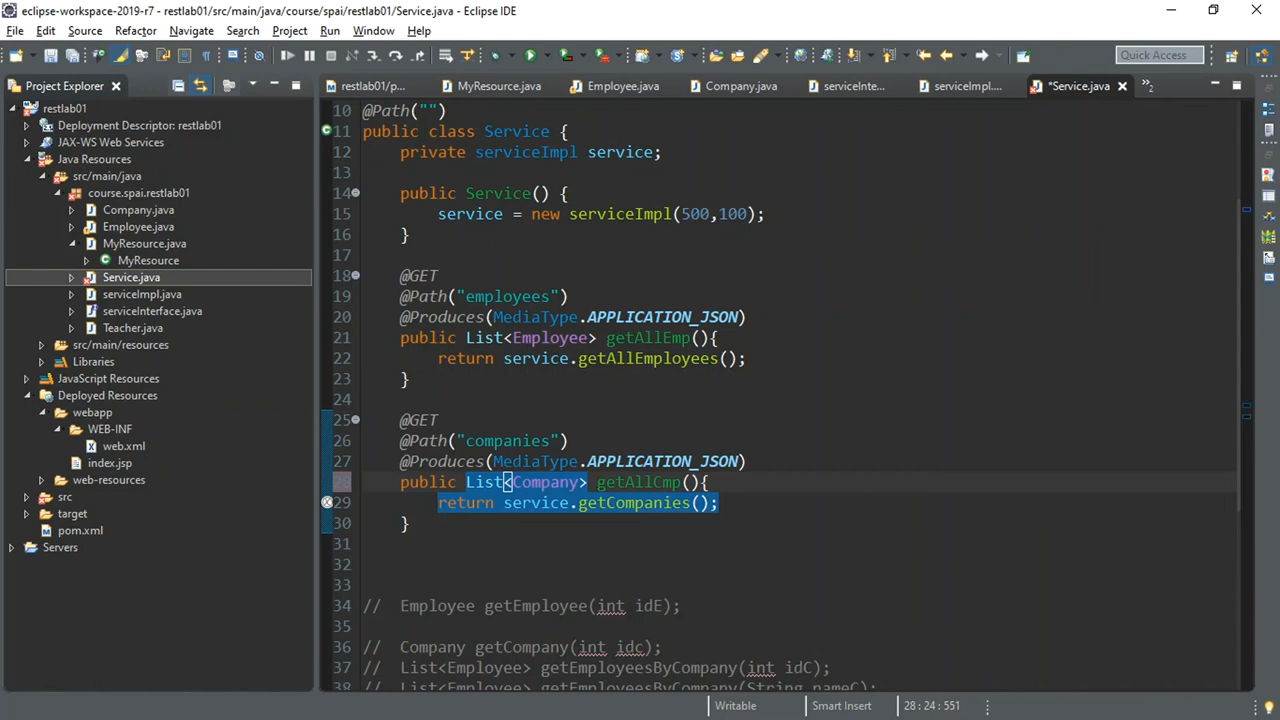 eclipse-workspace-2019-r7 - restlab01/src/main/java/course/spai/restlab01/Service.java - Eclipse IDE
File Edit Source Refactor Navigate Search Project Run Window Help
Quick Access
Project Explorer
restlab01/p... MyResource.java Employee.java Company.java serviceInte... serviceImpl.... *Service.java »2
restlab01
Deployment Descriptor: restlab01
JAX-WS Web Services
Java Resources
src/main/java
course.spai.restlab01
Company.java
Employee.java
MyResource.java
MyResource
Service.java
serviceImpl.java
serviceInterface.java
Teacher.java
src/main/resources
Libraries
JavaScript Resources
Deployed Resources
webapp
WEB-INF
web.xml
index.jsp
web-resources
src
target
pom.xml
Servers
10 @Path("")
11 public class Service {
12 private serviceImpl service;
13
14 public Service() {
15 service = new serviceImpl(500,100);
16 }
17
18 @GET
19 @Path("employees")
20 @Produces(MediaType.APPLICATION_JSON)
21 public List<Employee> getAllEmp(){
22 return service.getAllEmployees();
23 }
24
25 @GET
26 @Path("companies")
27 @Produces(MediaType.APPLICATION_JSON)
28 public List<Company> getAllCmp(){
29 return service.getCompanies();
30 }
31
32
33
34 // Employee getEmployee(int idE);
35
36 // Company getCompany(int idc);
37 // List<Employee> getEmployeesByCompany(int idC);
38 // List<Employee> getEmployeesByCompany(String nameC);
Writable Smart Insert 28 : 24 : 551